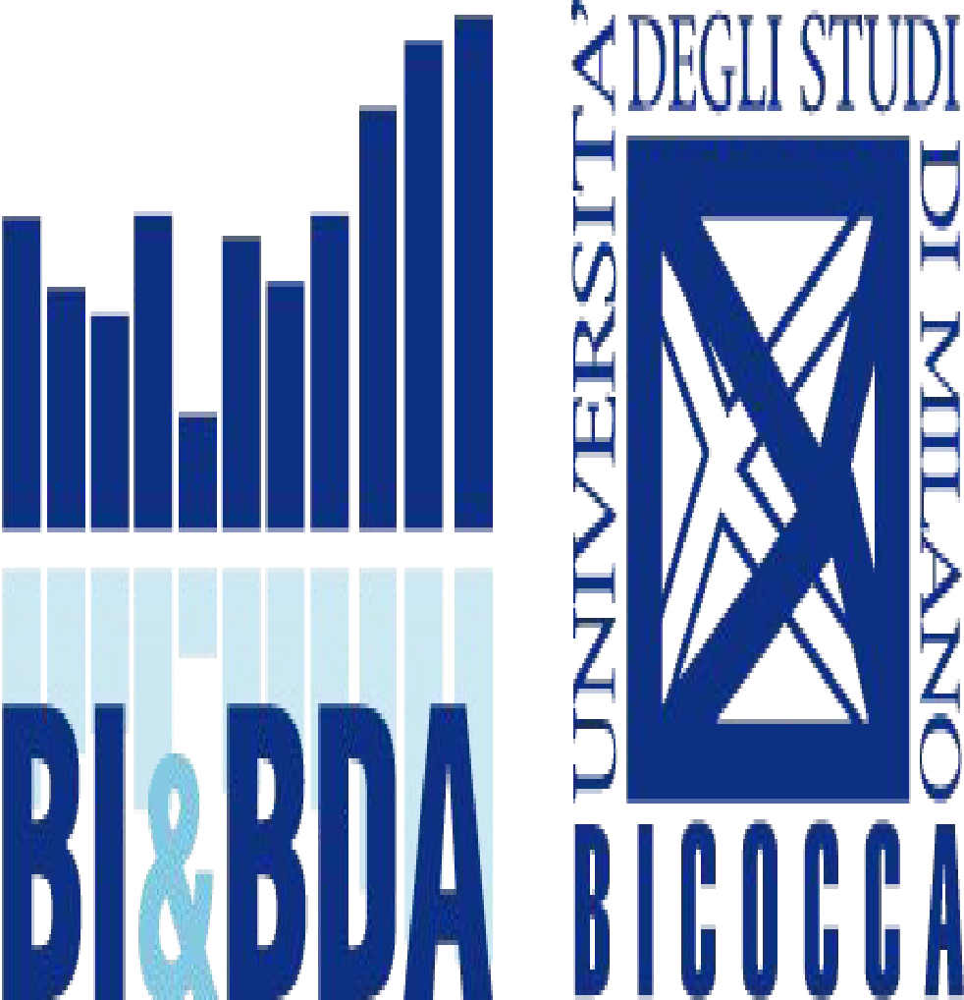 BI&BDA
UNIVERSITA'
DEGLI STUDI
DI MILANO
BICOCCA